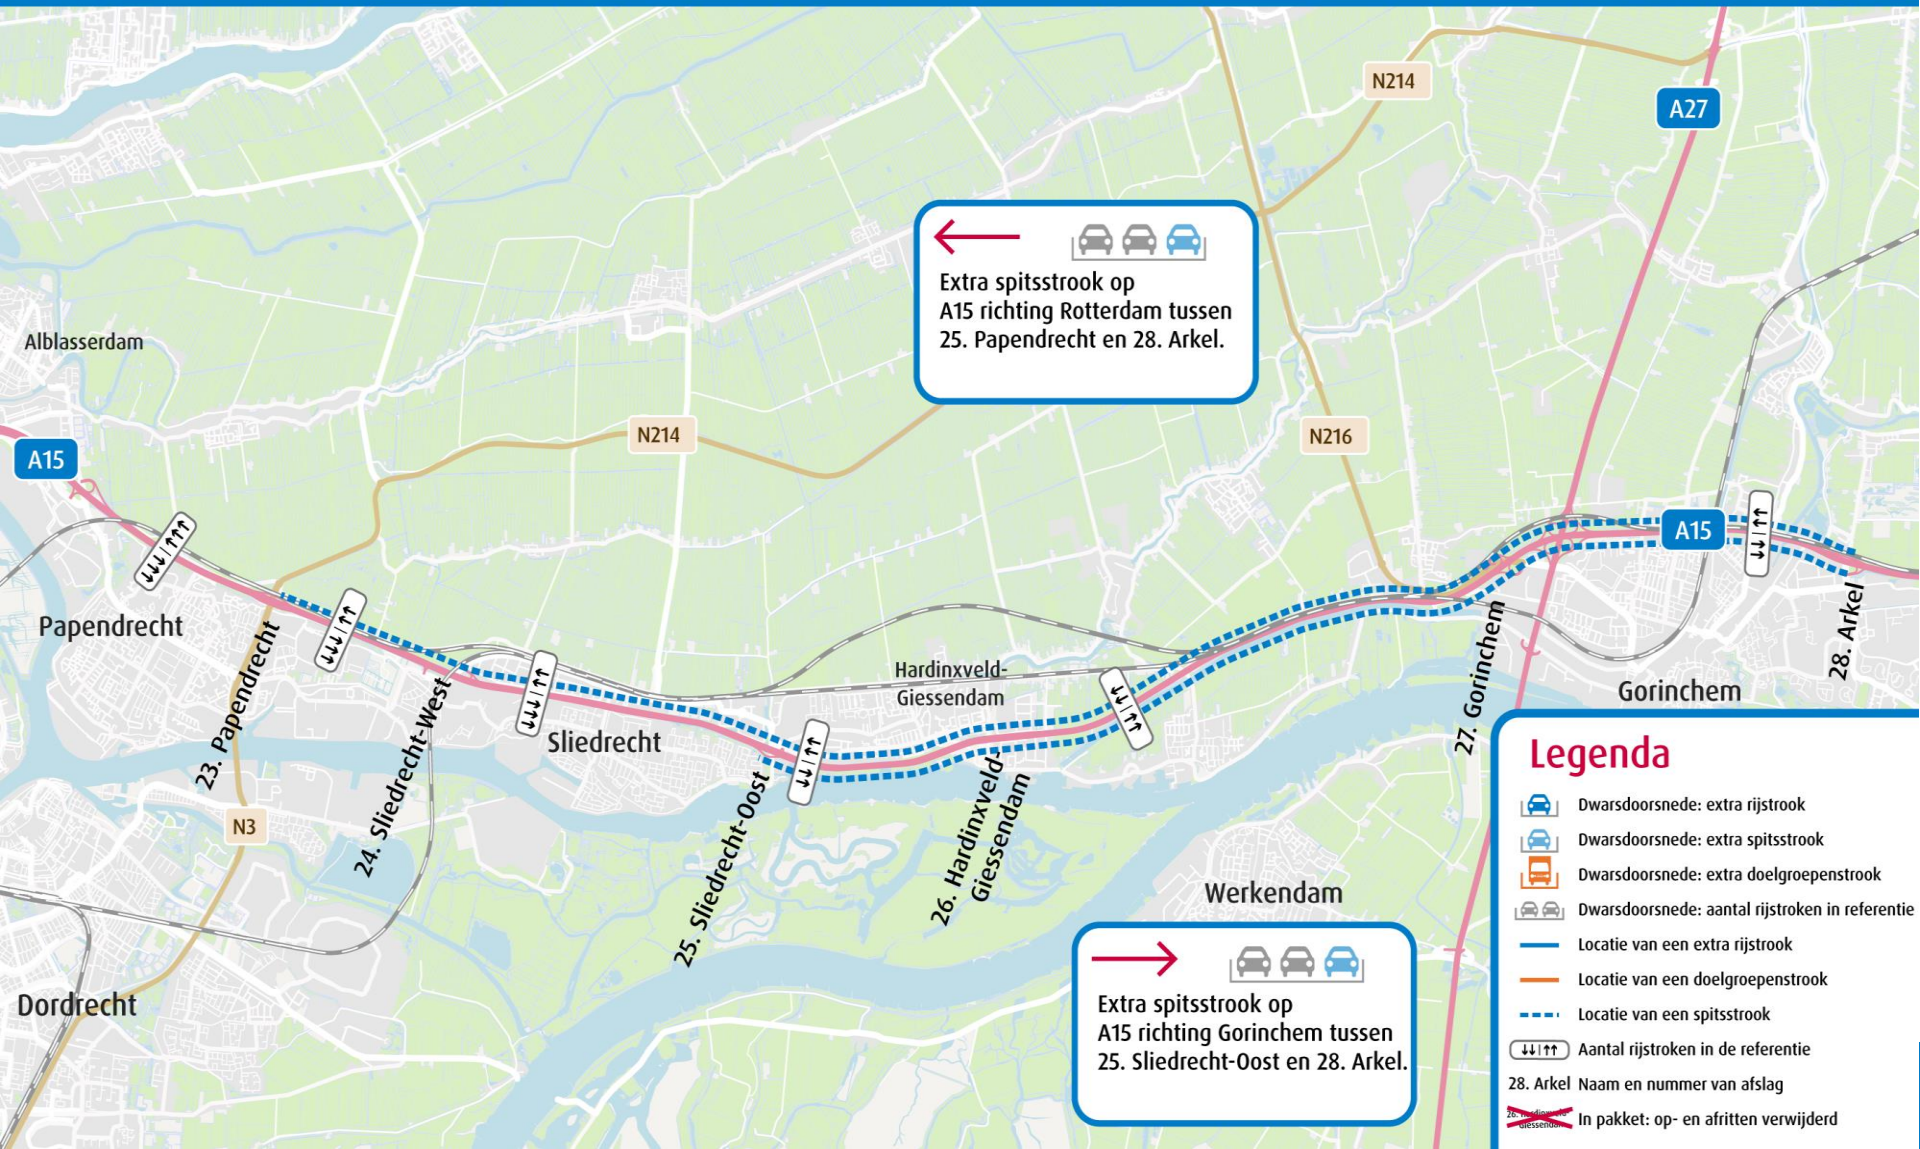 N214
A27
Extra spitsstrook op
A15 richting Rotterdam tussen
25. Papendrecht en 28. Arkel.
Alblasserdam
N214
N216
A15
A15
Papendrecht
23. Papendrecht
24. Sliedrecht-West
Sliedrecht
25. Sliedrecht-Oost
Hardinxveld-
Giessendam
26. Hardinxveld-
Giessendam
27. Gorinchem
28. Arkel
Gorinchem
N3
Werkendam
Dordrecht
Extra spitsstrook op
A15 richting Gorinchem tussen
25. Sliedrecht-Oost en 28. Arkel.
Legenda
Dwarsdoorsnede: extra rijstrook
Dwarsdoorsnede: extra spitsstrook
Dwarsdoorsnede: extra doelgroepenstrook
Dwarsdoorsnede: aantal rijstroken in referentie
Locatie van een extra rijstrook
Locatie van een doelgroepenstrook
Locatie van een spitsstrook
Aantal rijstroken in de referentie
28. Arkel Naam en nummer van afslag
26. Hardinxveld-
Giessendam
In pakket: op- en afritten verwijderd